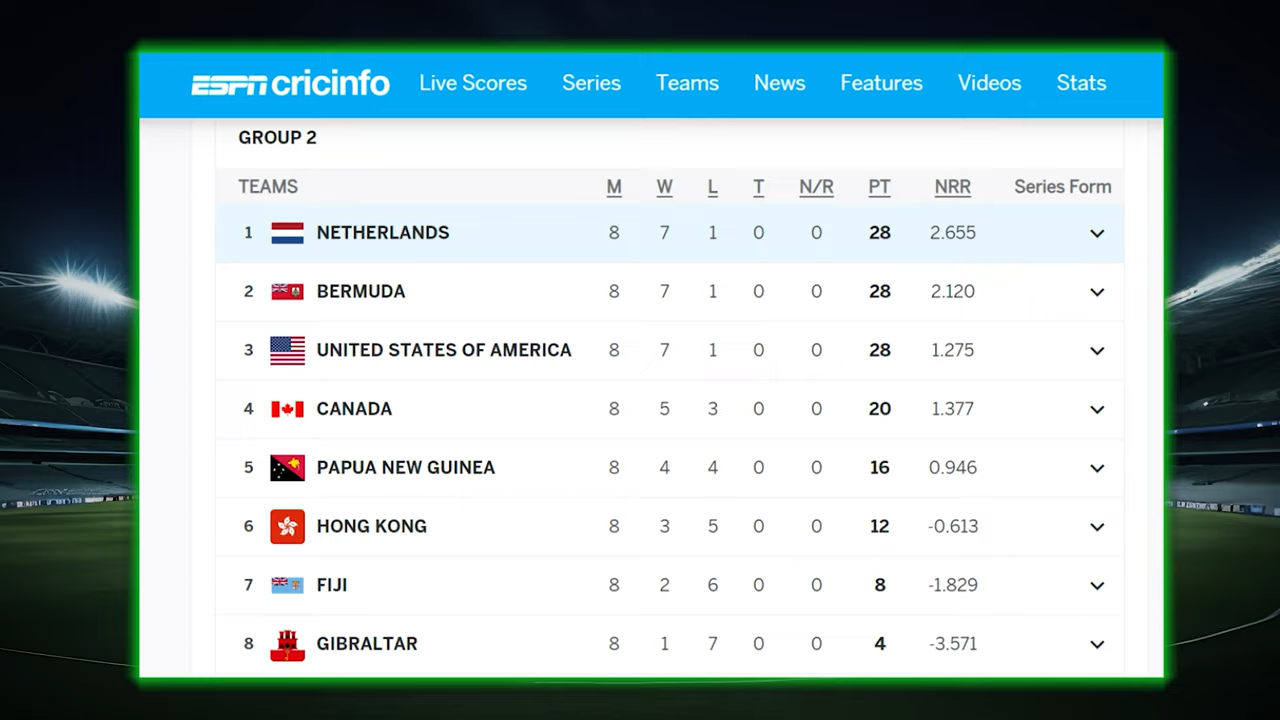 ESPN cricinfo Live Scores Series Teams News Features Videos Stats
GROUP 2
TEAMS M W L T N/R PT NRR Series Form
1 NETHERLANDS 8 7 1 0 0 28 2.655
2 BERMUDA 8 7 1 0 0 28 2.120
3 UNITED STATES OF AMERICA 8 7 1 0 0 28 1.275
4 CANADA 8 5 3 0 0 20 1.377
5 PAPUA NEW GUINEA 8 4 4 0 0 16 0.946
6 HONG KONG 8 3 5 0 0 12 -0.613
7 FIJI 8 2 6 0 0 8 -1.829
8 GIBRALTAR 8 1 7 0 0 4 -3.571